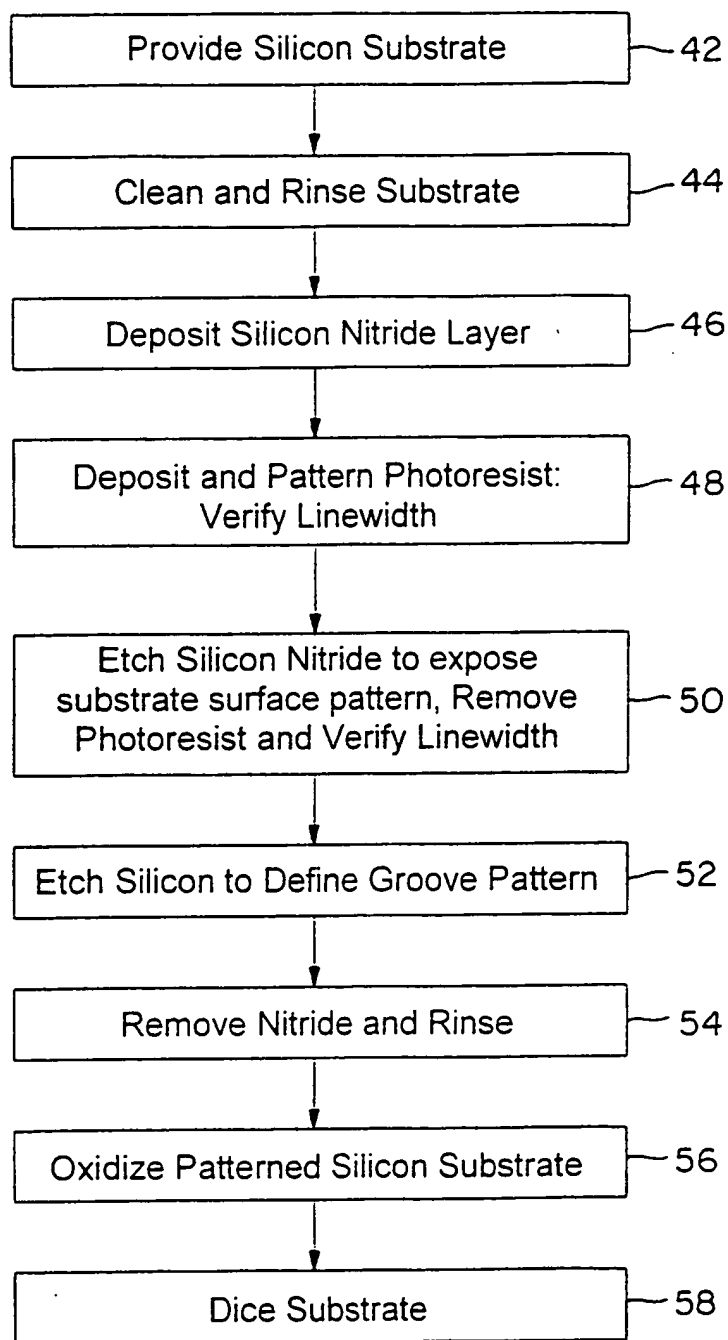 Provide Silicon Substrate 42
Clean and Rinse Substrate 44
Deposit Silicon Nitride Layer 46
Deposit and Pattern Photoresist:
Verify Linewidth 48
Etch Silicon Nitride to expose
substrate surface pattern, Remove
Photoresist and Verify Linewidth 50
Etch Silicon to Define Groove Pattern 52
Remove Nitride and Rinse 54
Oxidize Patterned Silicon Substrate 56
Dice Substrate 58